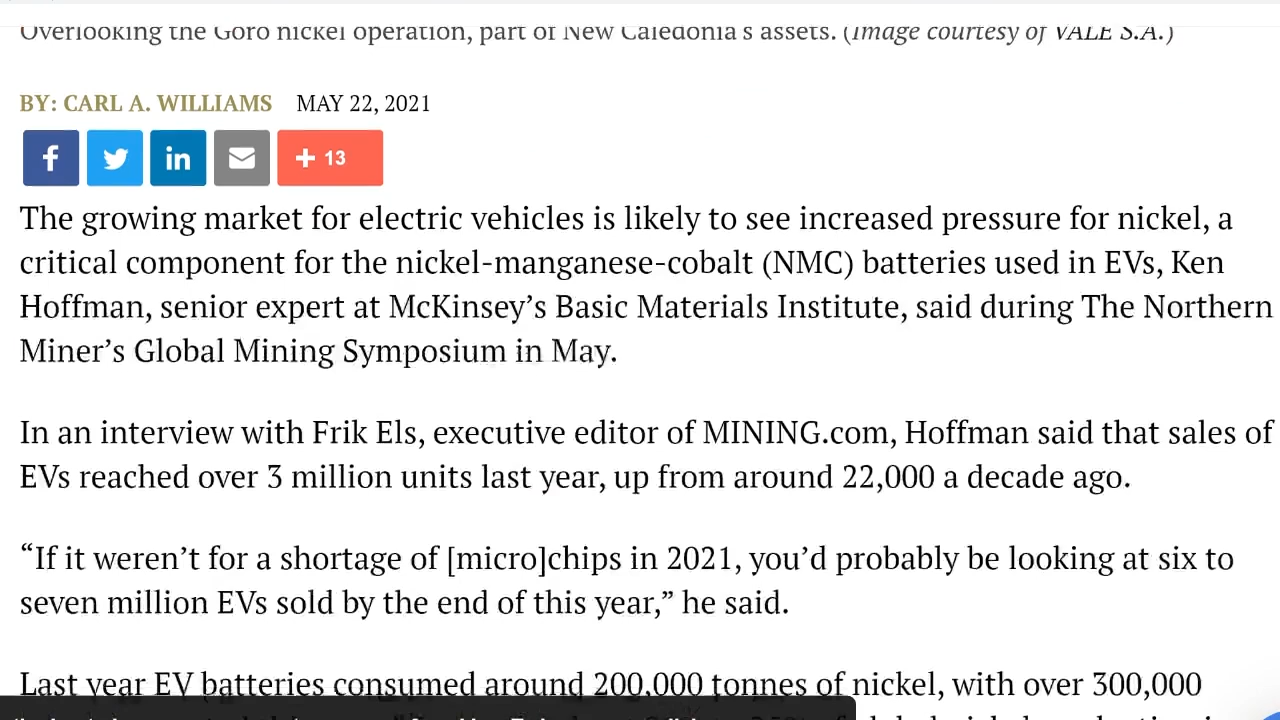 Overlooking the Goro nickel operation, part of New Caledonia's assets. (Image courtesy of VALE S.A.)
BY: CARL A. WILLIAMS MAY 22, 2021
f in + 13
The growing market for electric vehicles is likely to see increased pressure for nickel, a
critical component for the nickel-manganese-cobalt (NMC) batteries used in EVs, Ken
Hoffman, senior expert at McKinsey’s Basic Materials Institute, said during The Northern
Miner’s Global Mining Symposium in May.
In an interview with Frik Els, executive editor of MINING.com, Hoffman said that sales of
EVs reached over 3 million units last year, up from around 22,000 a decade ago.
“If it weren’t for a shortage of [micro]chips in 2021, you’d probably be looking at six to
seven million EVs sold by the end of this year,” he said.
Last year EV batteries consumed around 200,000 tonnes of nickel, with over 300,000